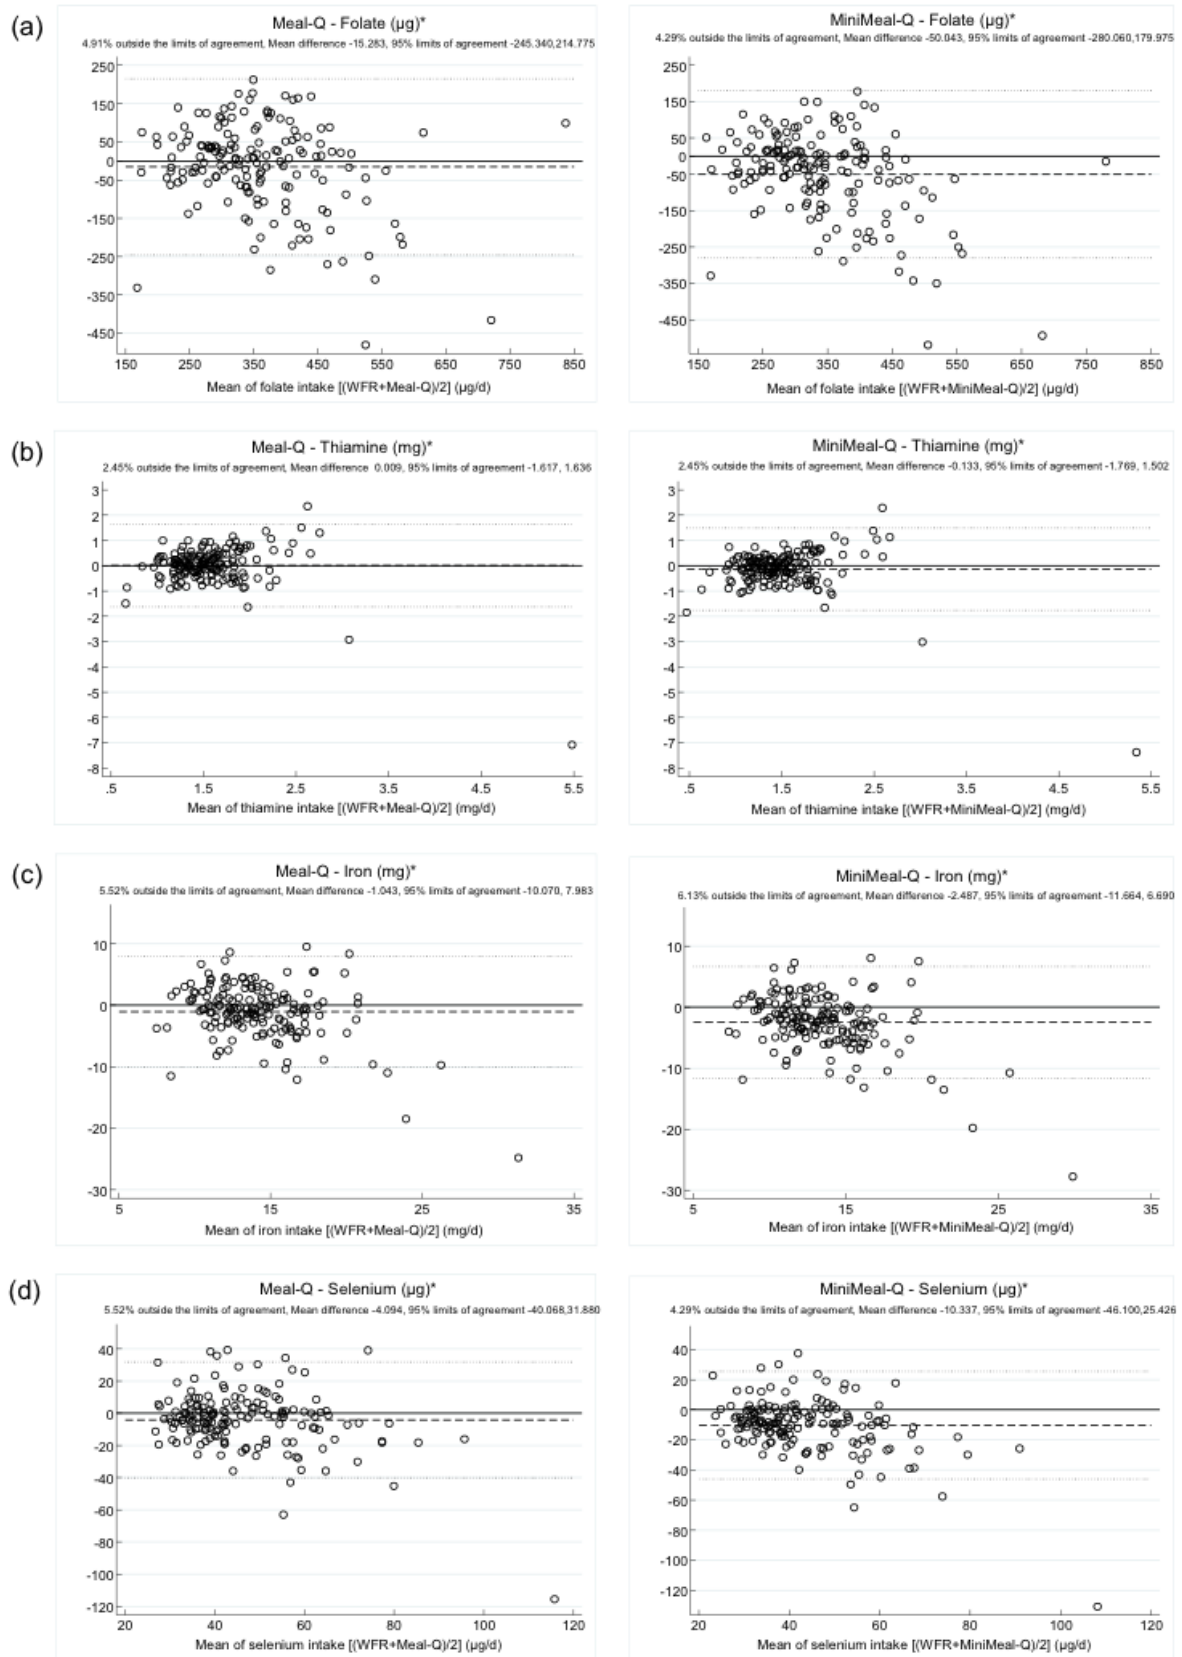 (a)
Meal-Q - Folate (µg)*
4.91% outside the limits of agreement, Mean difference -15.283, 95% limits of agreement -245.340,214.775
250
150
50
0
-50
-150
-250
-350
-450
150 250 350 450 550 650 750 850
Mean of folate intake [(WFR+Meal-Q)/2] (µg/d)
MiniMeal-Q - Folate (µg)*
4.29% outside the limits of agreement, Mean difference -50.043, 95% limits of agreement -280.060,179.975
250
150
50
0
-50
-150
250
-350
-450
150 250 350 450 550 650 750 850
Mean of folate intake [(WFR+MiniMeal-Q)/2] (µg/d)
(b)
Meal-Q - Thiamine (mg)*
2.45% outside the limits of agreement, Mean difference 0.009, 95% limits of agreement -1.617, 1.636
3
2
1
0
-1
-2
-3
-4
-5
-6
-7
-8
.5 1.5 2.5 3.5 4.5 5.5
Mean of thiamine intake [(WFR+Meal-Q)/2] (mg/d)
MiniMeal-Q - Thiamine (mg)*
2.45% outside the limits of agreement, Mean difference -0.133, 95% limits of agreement -1.769, 1.502
3
2
1
0
-1
-2
-3
-4
-5
-6
-7
-8
.5 1.5 2.5 3.5 4.5 5.5
Mean of thiamine intake [(WFR+MiniMeal-Q)/2] (mg/d)
(c)
Meal-Q - Iron (mg)*
5.52% outside the limits of agreement, Mean difference -1.043, 95% limits of agreement -10.070, 7.983
10
0
-10
-20
-30
5 15 25 35
Mean of iron intake [(WFR+Meal-Q)/2] (mg/d)
MiniMeal-Q - Iron (mg)*
6.13% outside the limits of agreement, Mean difference -2.487, 95% limits of agreement -11.664, 6.690
10
0
-10
-20
-30
5 15 25 35
Mean of iron intake [(WFR+MiniMeal-Q)/2] (mg/d)
(d)
Meal-Q - Selenium (µg)*
5.52% outside the limits of agreement, Mean difference -4.094, 95% limits of agreement -40.068,31.880
40
20
0
-20
-40
-60
-80
-100
-120
20 40 60 80 100 120
Mean of selenium intake [(WFR+Meal-Q)/2] (µg/d)
MiniMeal-Q - Selenium (µg)*
4.29% outside the limits of agreement, Mean difference -10.337, 95% limits of agreement -46.100,25.426
40
20
0
-20
-40
-60
-80
-100
-120
20 40 60 80 100 120
Mean of selenium intake [(WFR+MiniMeal-Q)/2] (µg/d)